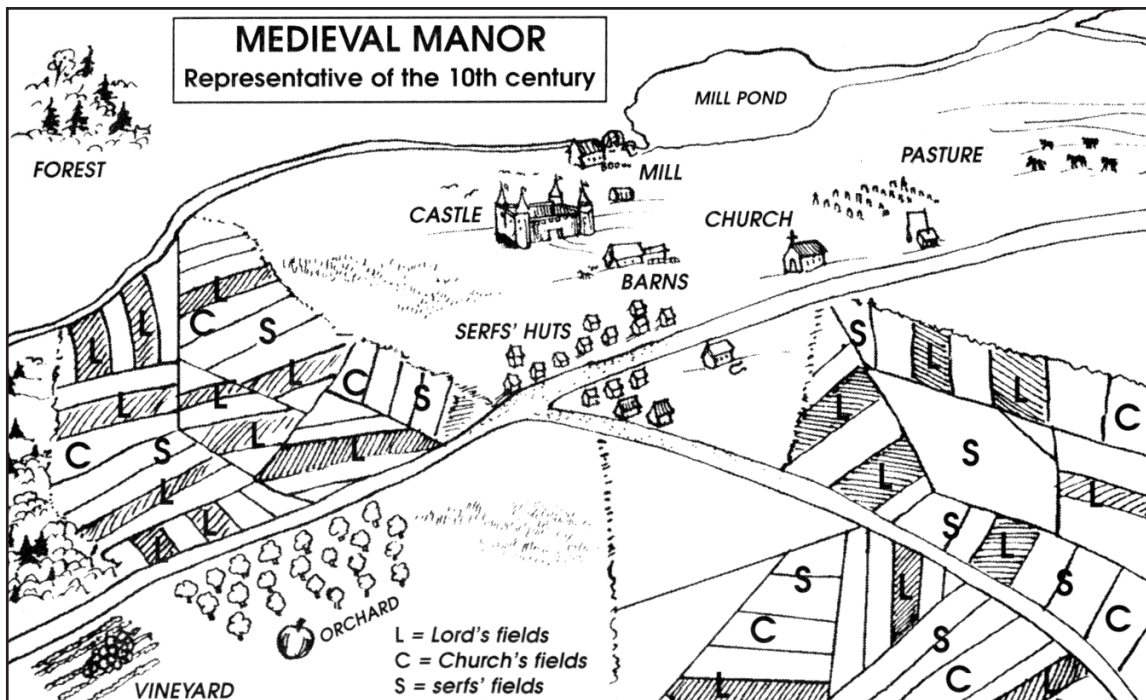 MEDIEVAL MANOR
Representative of the 10th century
FOREST
MILL POND
PASTURE
MILL
CASTLE
CHURCH
BARNS
SERFS' HUTS
L
L
L
C
S
L
L
L
C
S
L
L
C
S
L
L
L
S
L
L
C
L
S
L
L
S
L
S
L
S
C
C
S
C
L
ORCHARD
VINEYARD
L = Lord's fields
C = Church's fields
S = serfs' fields